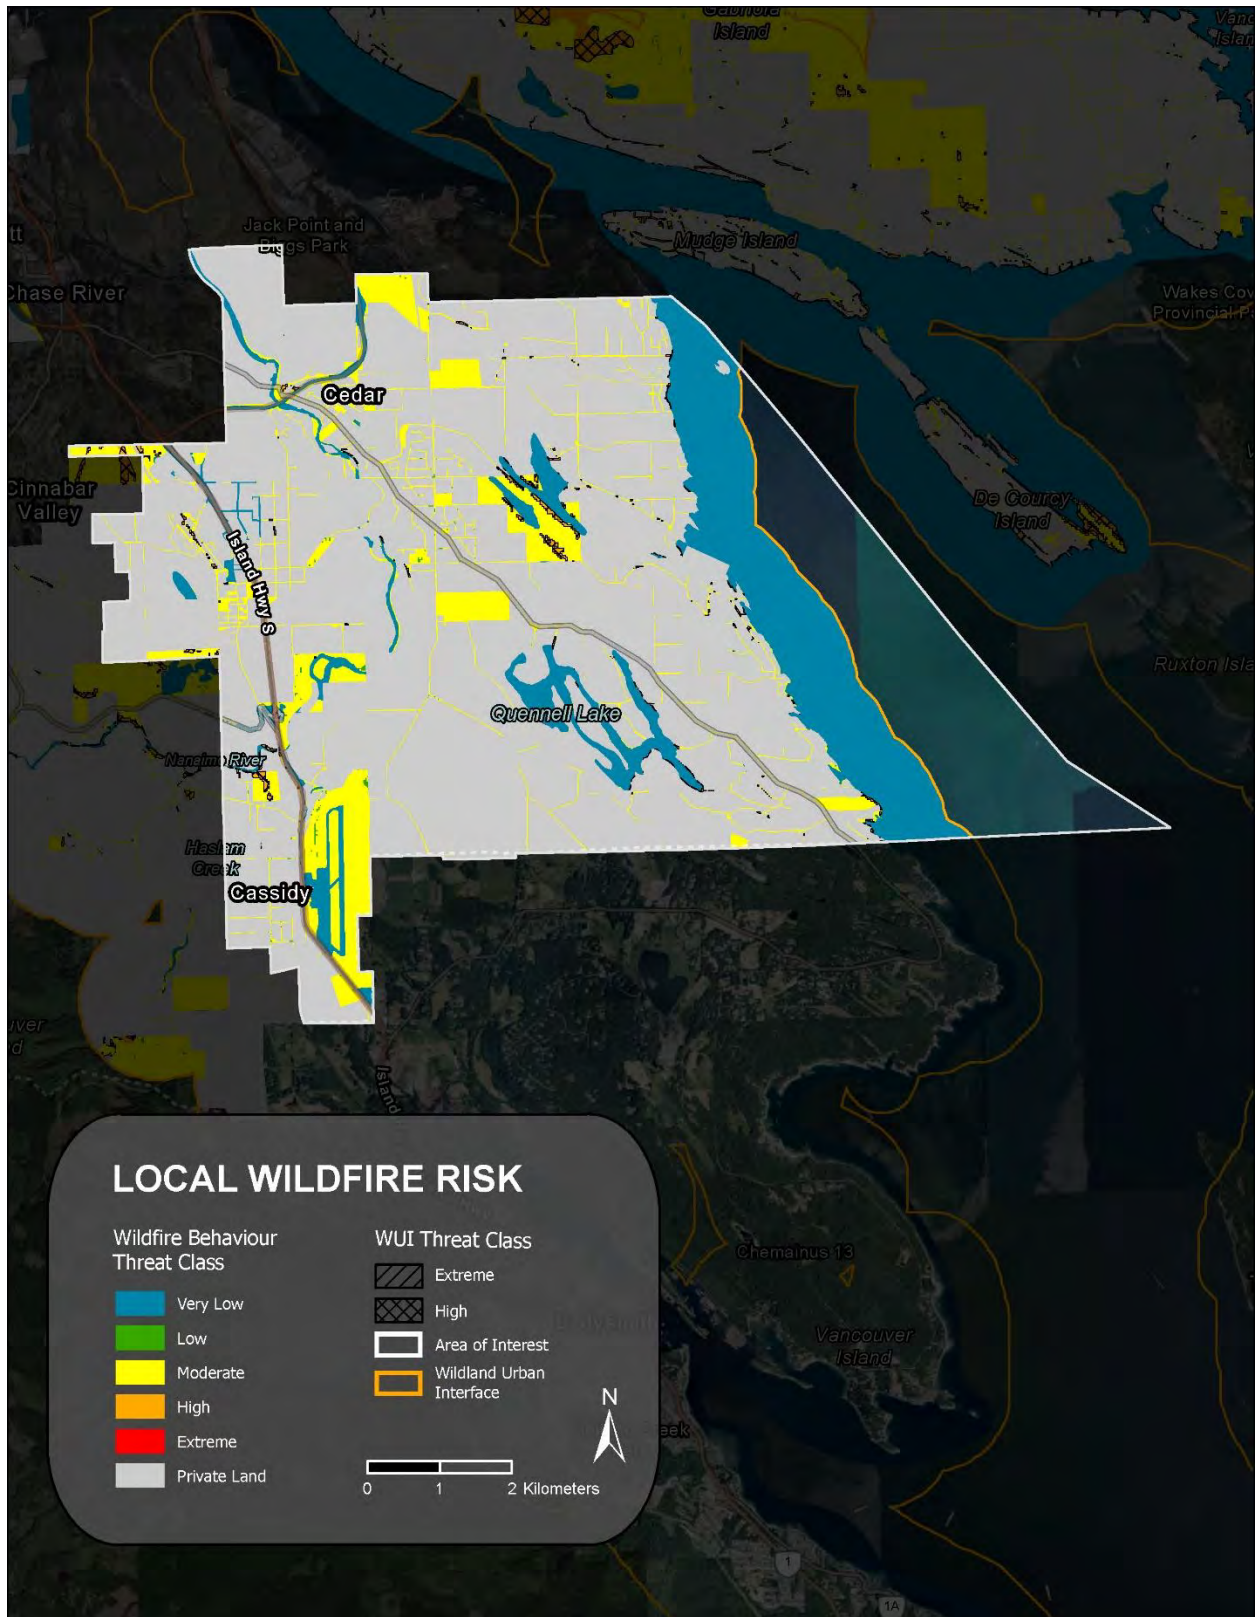 Gabriola
Island
Jack Point and
Biggs Park
tt
Chase River
Mudge Island
Wakes Cov
Provincial P
Cedar
Cinnabar
Valley
De Courcy
Island
Island Hwy S
Ruxton Isla
Quennell Lake
Nanaimo River
Haslam
Creek
Cassidy
Island
LOCAL WILDFIRE RISK
Wildfire Behaviour
Threat Class
Very Low
Low
Moderate
High
Extreme
Private Land
WUI Threat Class
Extreme
High
Area of Interest
Wildland Urban
Interface
N
0 1 2 Kilometers
Chemainus 13
Vancouver
Island
1
1A